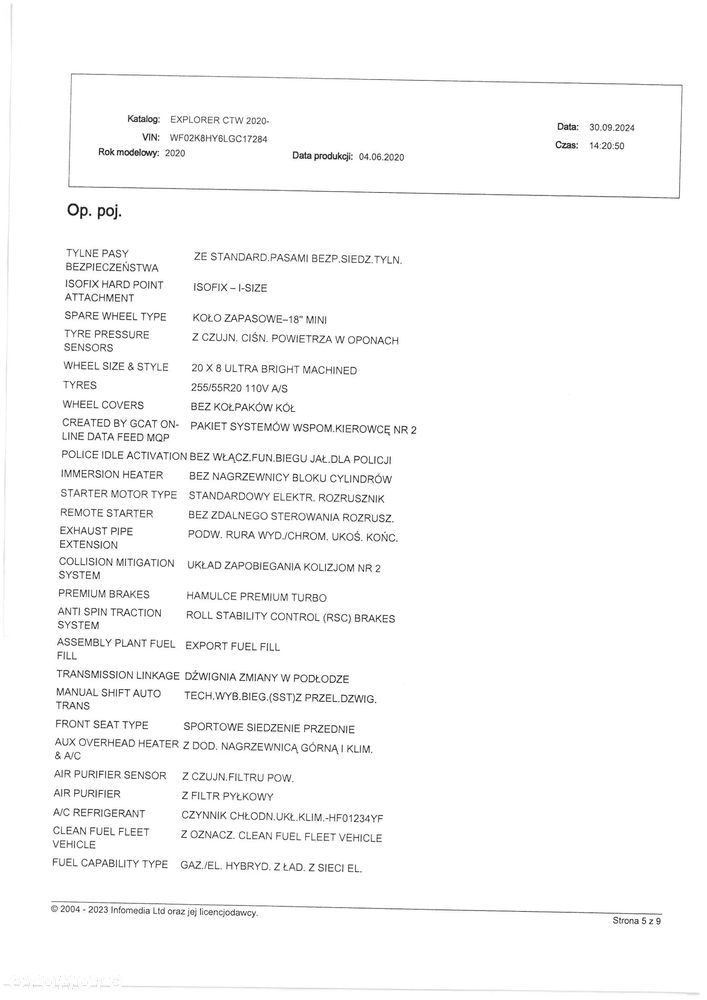 Katalog: EXPLORER CTW 2020-
VIN: WF02K8HY6LGC17284
Rok modelowy: 2020
Data produkcji: 04.06.2020
Data: 30.09.2024
Czas: 14:20:50
Op. poj.
TYLNE PASY BEZPIECZEŃSTWA ZE STANDARD.PASAMI BEZP.SIEDZ.TYLN.
ISOFIX HARD POINT ATTACHMENT ISOFIX – I-SIZE
SPARE WHEEL TYPE KOŁO ZAPASOWE–18" MINI
TYRE PRESSURE SENSORS Z CZUJN. CIŚN. POWIETRZA W OPONACH
WHEEL SIZE & STYLE 20 X 8 ULTRA BRIGHT MACHINED
TYRES 255/55R20 110V A/S
WHEEL COVERS BEZ KOŁPAKÓW KÓŁ
CREATED BY GCAT ON-LINE DATA FEED MQP PAKIET SYSTEMÓW WSPOM.KIEROWCĘ NR 2
POLICE IDLE ACTIVATION BEZ WŁĄCZ.FUN.BIEGU JAŁ.DLA POLICJI
IMMERSION HEATER BEZ NAGRZEWNICY BLOKU CYLINDRÓW
STARTER MOTOR TYPE STANDARDOWY ELEKTR. ROZRUSZNIK
REMOTE STARTER BEZ ZDALNEGO STEROWANIA ROZRUSZ.
EXHAUST PIPE EXTENSION PODW. RURA WYD./CHROM. UKOŚ. KOŃC.
COLLISION MITIGATION SYSTEM UKŁAD ZAPOBIEGANIA KOLIZJOM NR 2
PREMIUM BRAKES HAMULCE PREMIUM TURBO
ANTI SPIN TRACTION SYSTEM ROLL STABILITY CONTROL (RSC) BRAKES
ASSEMBLY PLANT FUEL FILL EXPORT FUEL FILL
TRANSMISSION LINKAGE DŹWIGNIA ZMIANY W PODŁODZE
MANUAL SHIFT AUTO TRANS TECH.WYB.BIEG.(SST)Z PRZEL.DZWIG.
FRONT SEAT TYPE SPORTOWE SIEDZENIE PRZEDNIE
AUX OVERHEAD HEATER & A/C Z DOD. NAGRZEWNICĄ GÓRNĄ I KLIM.
AIR PURIFIER SENSOR Z CZUJN.FILTRU POW.
AIR PURIFIER Z FILTR PYŁKOWY
A/C REFRIGERANT CZYNNIK CHŁODN.UKŁ.KLIM.-HF01234YF
CLEAN FUEL FLEET VEHICLE Z OZNACZ. CLEAN FUEL FLEET VEHICLE
FUEL CAPABILITY TYPE GAZ./EL. HYBRYD. Z ŁAD. Z SIECI EL.
© 2004 - 2023 Infomedia Ltd oraz jej licencjodawcy.
Strona 5 z 9